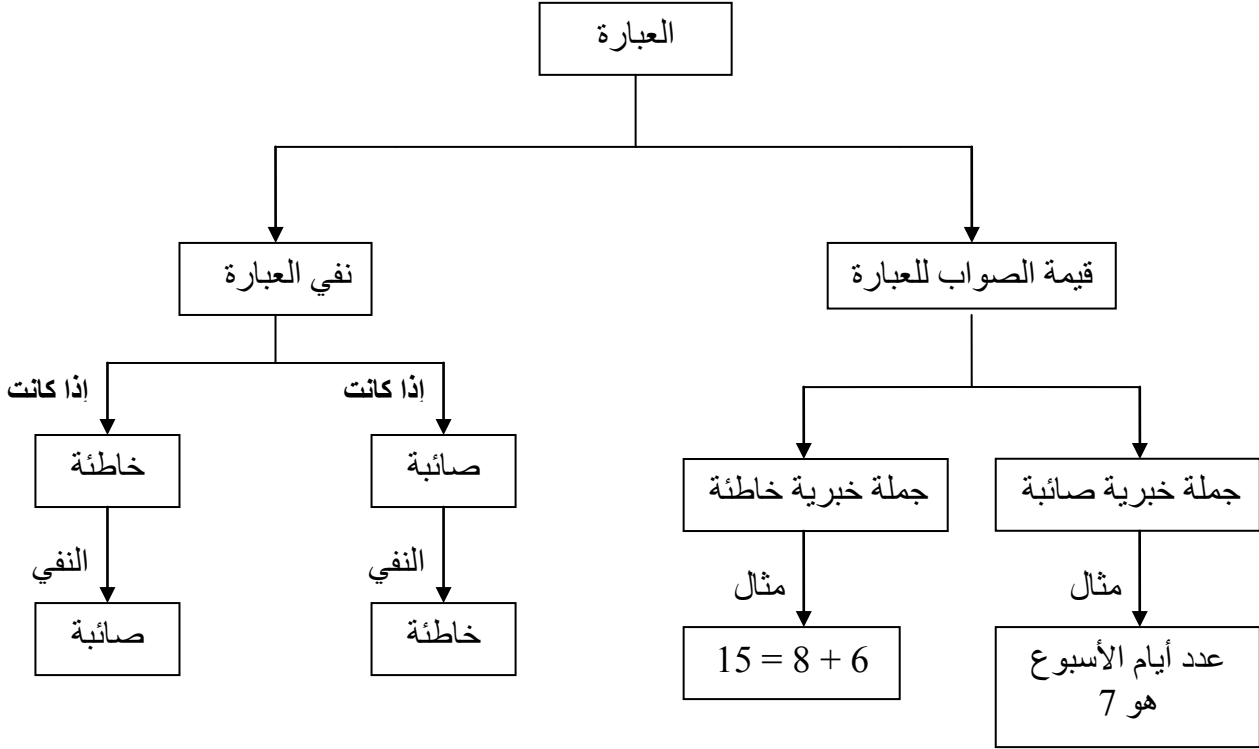 العبارة
قيمة الصواب للعبارة
نفي العبارة
إذا كانت
إذا كانت
صائبة
خاطئة
جملة خبرية صائبة
جملة خبرية خاطئة
النفي
النفي
مثال
مثال
خاطئة
صائبة
عدد أيام الأسبوع
هو 7
15 = 8 + 6